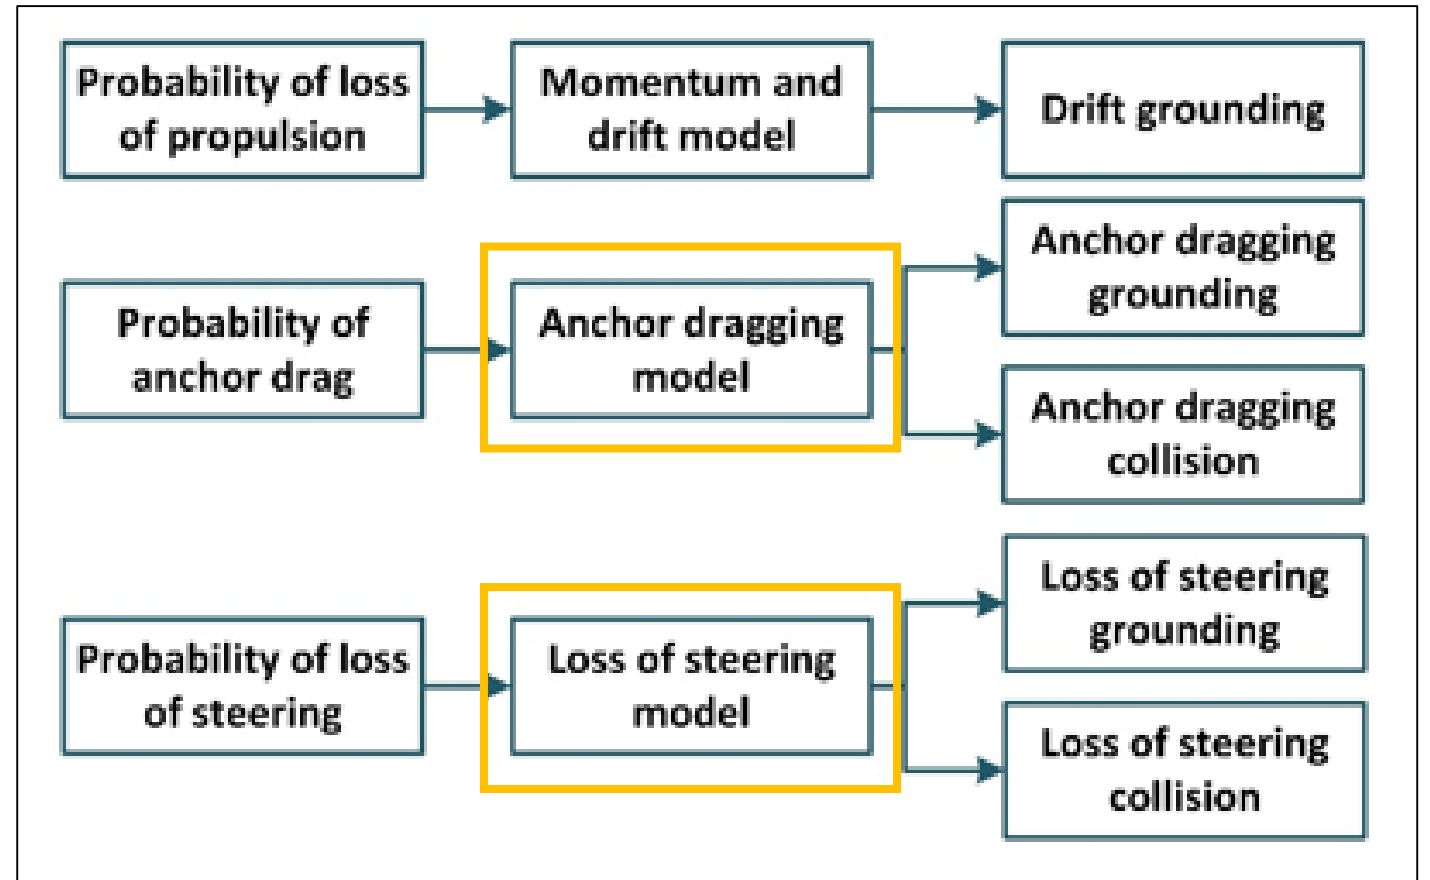 Probability of loss
of propulsion
Momentum and
drift model
Drift grounding
Probability of
anchor drag
Anchor dragging
model
Anchor dragging
grounding
Anchor dragging
collision
Probability of loss
of steering
Loss of steering
model
Loss of steering
grounding
Loss of steering
collision